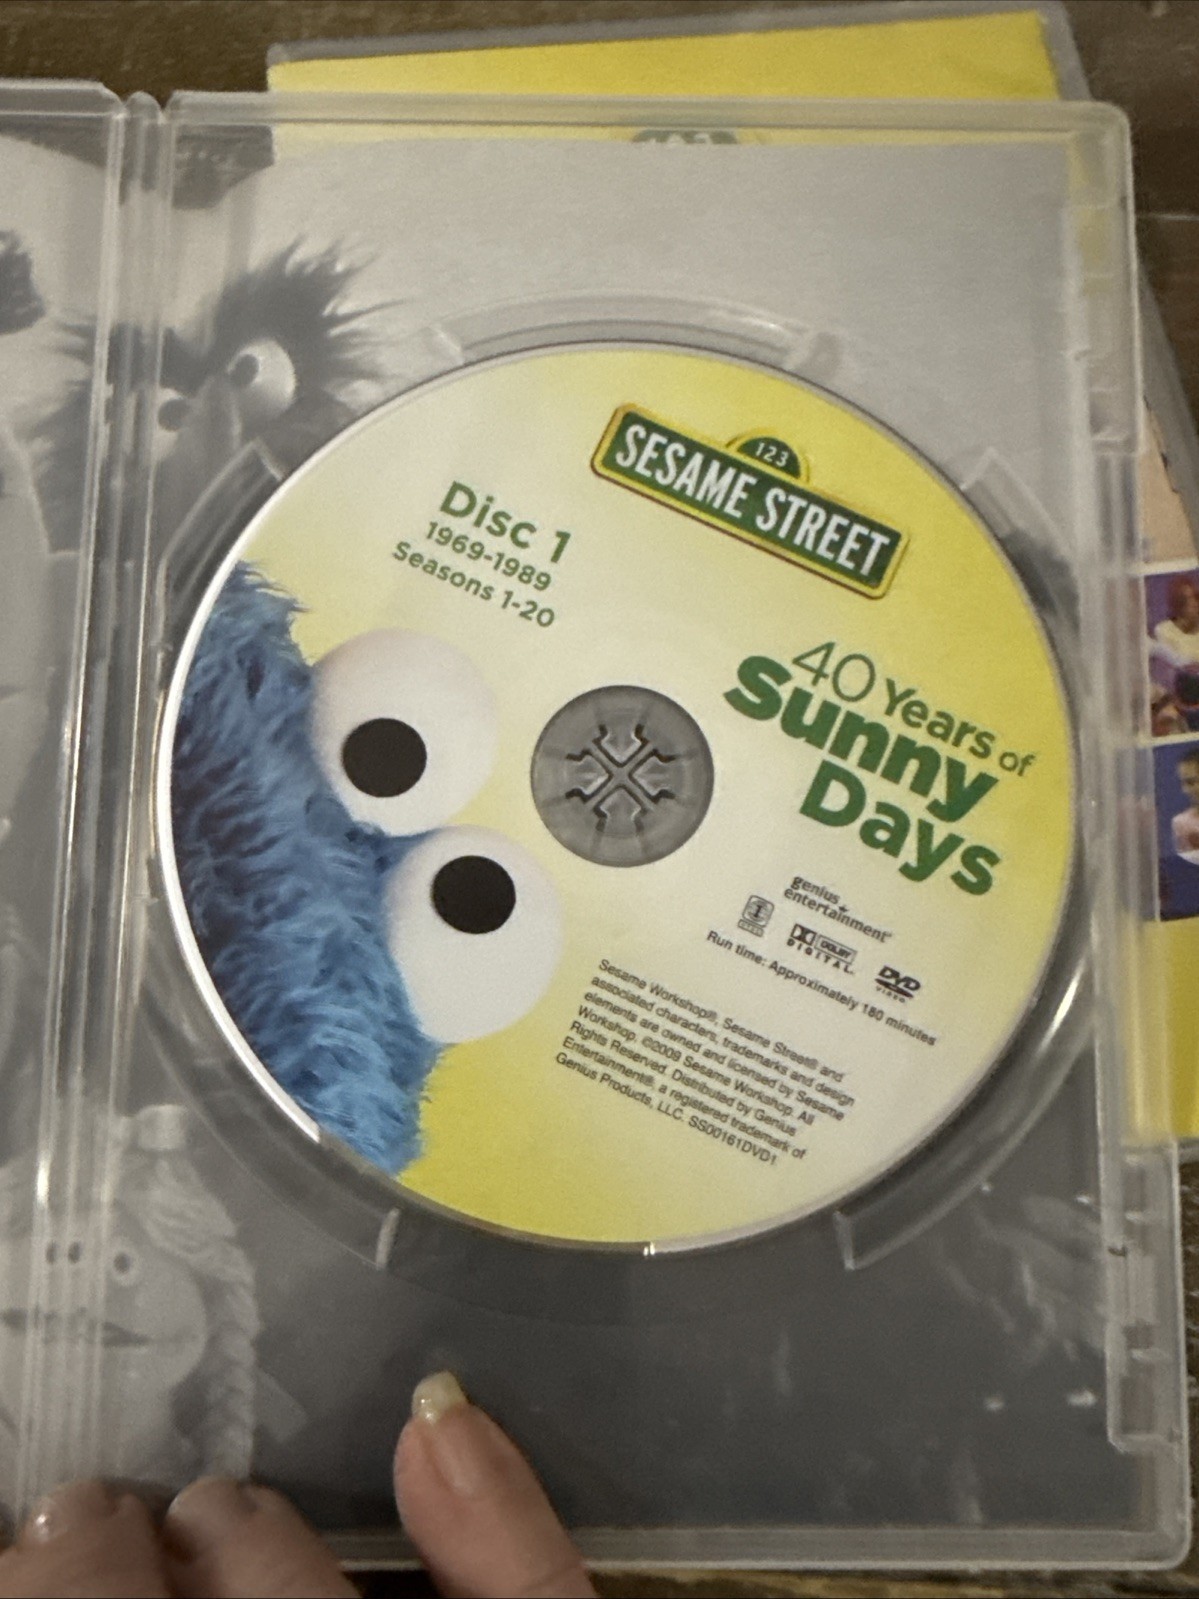 123
SESAME STREET
Disc 1
1969-1989
Seasons 1-20
40 Years of
Sunny
Days
genius
entertainment
1
DOLBY
DIGITAL
DVD
VIDEO
Run time: Approximately 180 minutes
Sesame Workshop®, Sesame Street® and
associated characters, trademarks and design
elements are owned and licensed by Sesame
Workshop. ©2009 Sesame Workshop. All
Rights Reserved. Distributed by Genius
Entertainment®, a registered trademark of
Genius Products, LLC. SS00161DVD1